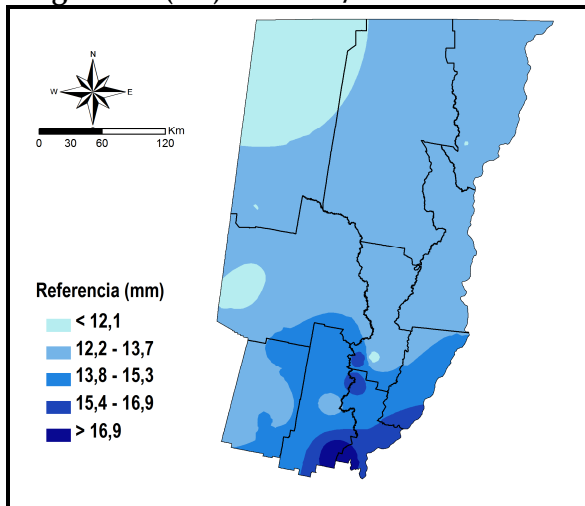 N
W E
S
Km
0 30 60 120
Referencia (mm)
< 12,1
12,2 - 13,7
13,8 - 15,3
15,4 - 16,9
> 16,9